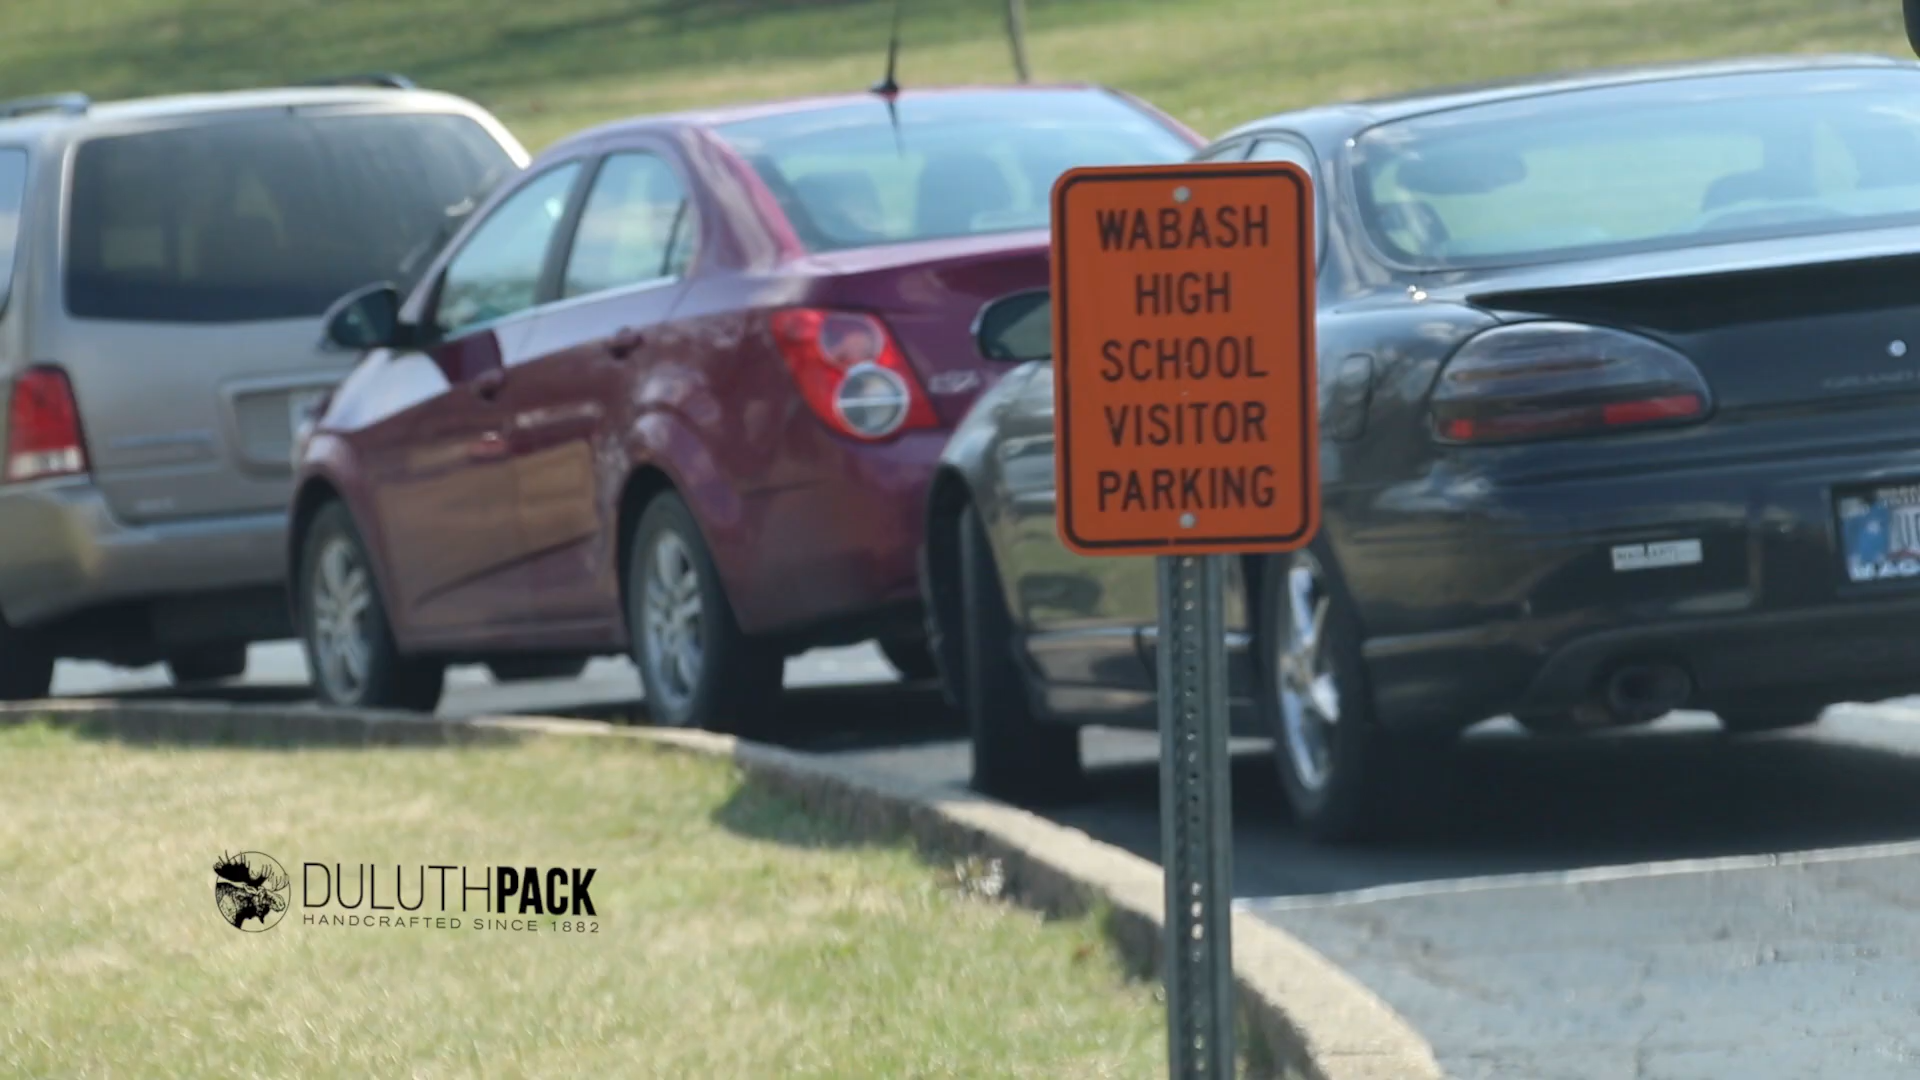 WABASH
HIGH
SCHOOL
VISITOR
PARKING
DULUTHPACK
HANDCRAFTED SINCE 1882